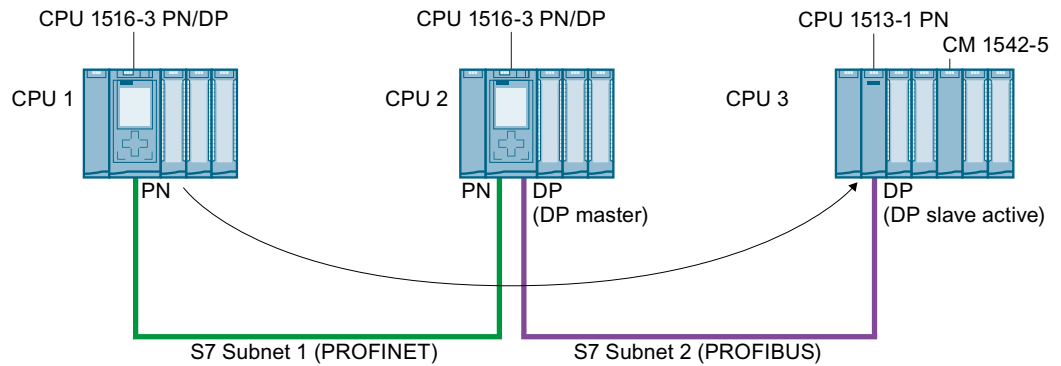 CPU 1516-3 PN/DP
CPU 1516-3 PN/DP
CPU 1513-1 PN
CM 1542-5
CPU 1
CPU 2
CPU 3
PN
PN
DP
(DP master)
DP
(DP slave active)
S7 Subnet 1 (PROFINET)
S7 Subnet 2 (PROFIBUS)